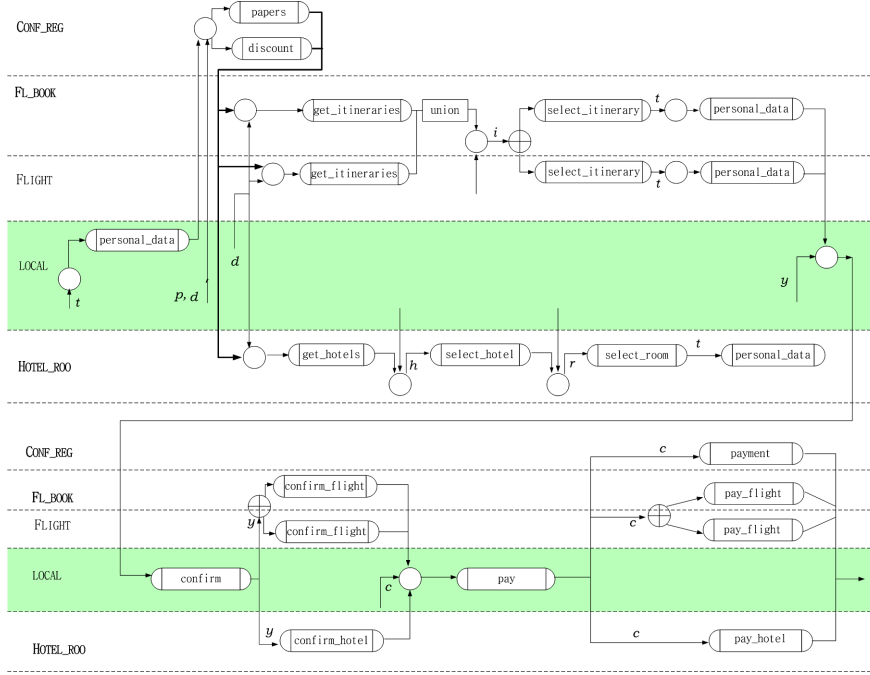 CONF_REG
papers
discount
FL_BOOK
get_itineraries
union
i
select_itinerary
t
personal_data
FLIGHT
get_itineraries
select_itinerary
t
personal_data
LOCAL
personal_data
t
p, d
d
y
HOTEL_ROO
get_hotels
h
select_hotel
r
select_room
t
personal_data
CONF_REG
c
payment
FL_BOOK
confirm_flight
pay_flight
FLIGHT
y
confirm_flight
c
pay_flight
LOCAL
confirm
c
pay
HOTEL_ROO
y
confirm_hotel
c
pay_hotel